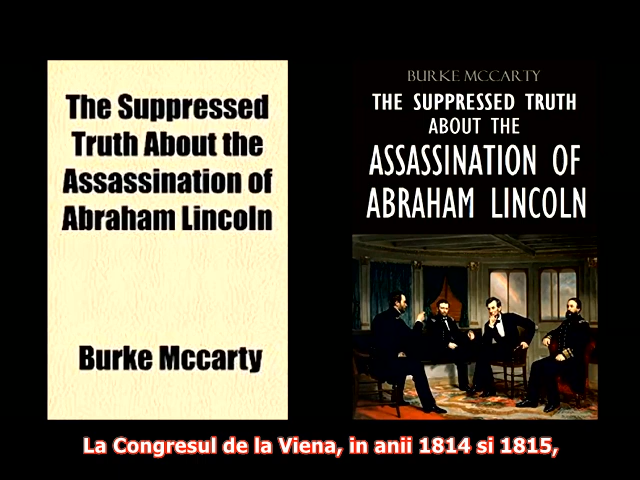 The Suppressed
Truth About the
Assassination of
Abraham Lincoln
Burke Mccarty
BURKE MCCARTY
THE SUPPRESSED TRUTH
ABOUT THE
ASSASSINATION OF
ABRAHAM LINCOLN
La Congresul de la Viena, in anii 1814 si 1815,